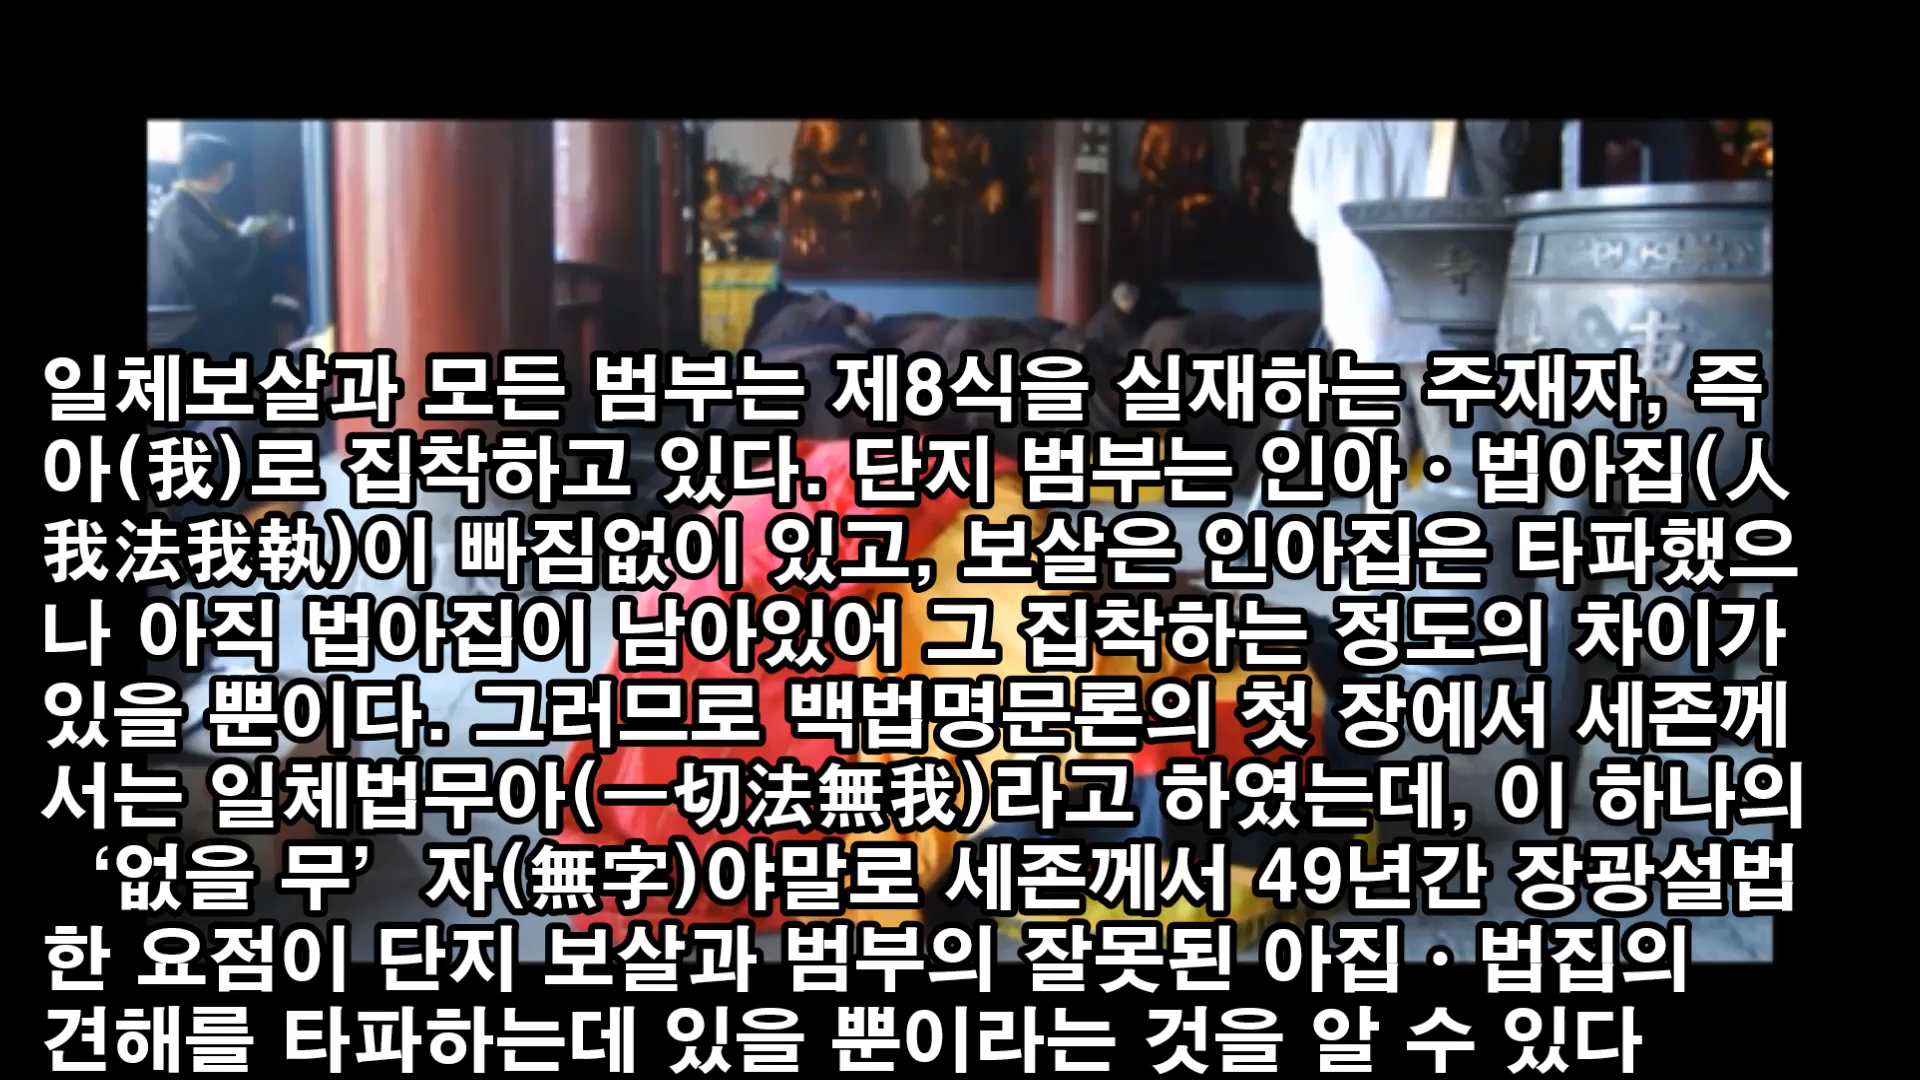 寺
東
일체보살과 모든 범부는 제8식을 실재하는 주재자, 즉
아(我)로 집착하고 있다. 단지 범부는 인아·법아집(人
我法我執)이 빠짐없이 있고, 보살은 인아집은 타파했으
나 아직 법아집이 남아있어 그 집착하는 정도의 차이가
있을 뿐이다. 그러므로 백법명문론의 첫 장에서 세존께
서는 일체법무아(一切法無我)라고 하였는데, 이 하나의
‘없을 무’ 자(無字)야말로 세존께서 49년간 장광설법
한 요점이 단지 보살과 범부의 잘못된 아집·법집의
견해를 타파하는데 있을 뿐이라는 것을 알 수 있다